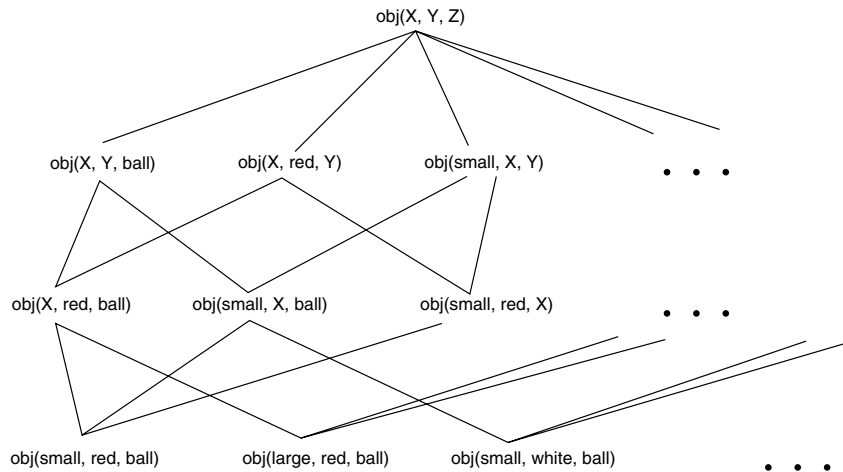 obj(X, Y, Z)
obj(X, Y, ball) obj(X, red, Y) obj(small, X, Y) • • •
obj(X, red, ball) obj(small, X, ball) obj(small, red, X) • • •
obj(small, red, ball) obj(large, red, ball) obj(small, white, ball) • • •